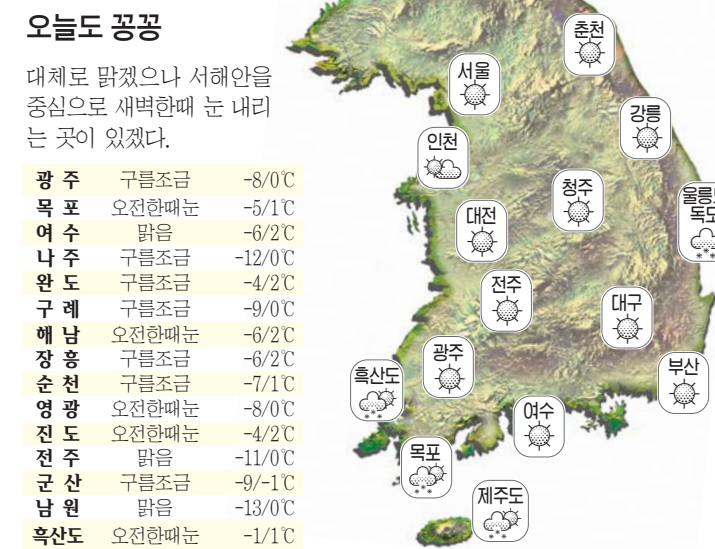 오늘도 꽁꽁
대체로 맑겠으나 서해안을
중심으로 새벽한때 눈 내리
는 곳이 있겠다.
광 주 구름조금 -8/0℃
목 포 오전한때눈 -5/1℃
여 수 맑음 -6/2℃
나 주 구름조금 -12/0℃
완 도 구름조금 -4/2℃
구 례 구름조금 -9/0℃
해 남 오전한때눈 -6/2℃
장 흥 구름조금 -6/2℃
순 천 구름조금 -7/1℃
영 광 오전한때눈 -8/0℃
진 도 오전한때눈 -4/2℃
전 주 맑음 -11/0℃
군 산 구름조금 -9/-1℃
남 원 맑음 -13/0℃
흑산도 오전한때눈 -1/1℃
춘천
서울
강릉
인천
청주
울릉
독도
대전
전주
대구
광주
부산
흑산도
여수
목포
제주도